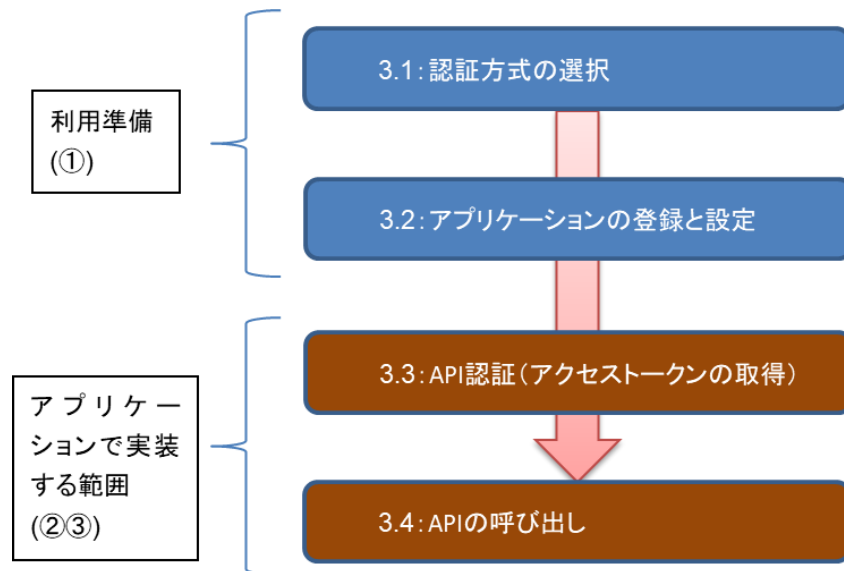 3.1：認証方式の選択
利用準備
(①)
3.2：アプリケーションの登録と設定
3.3：API認証（アクセストークンの取得）
アプリケー
ションで実装
する範囲
(②③)
3.4：APIの呼び出し